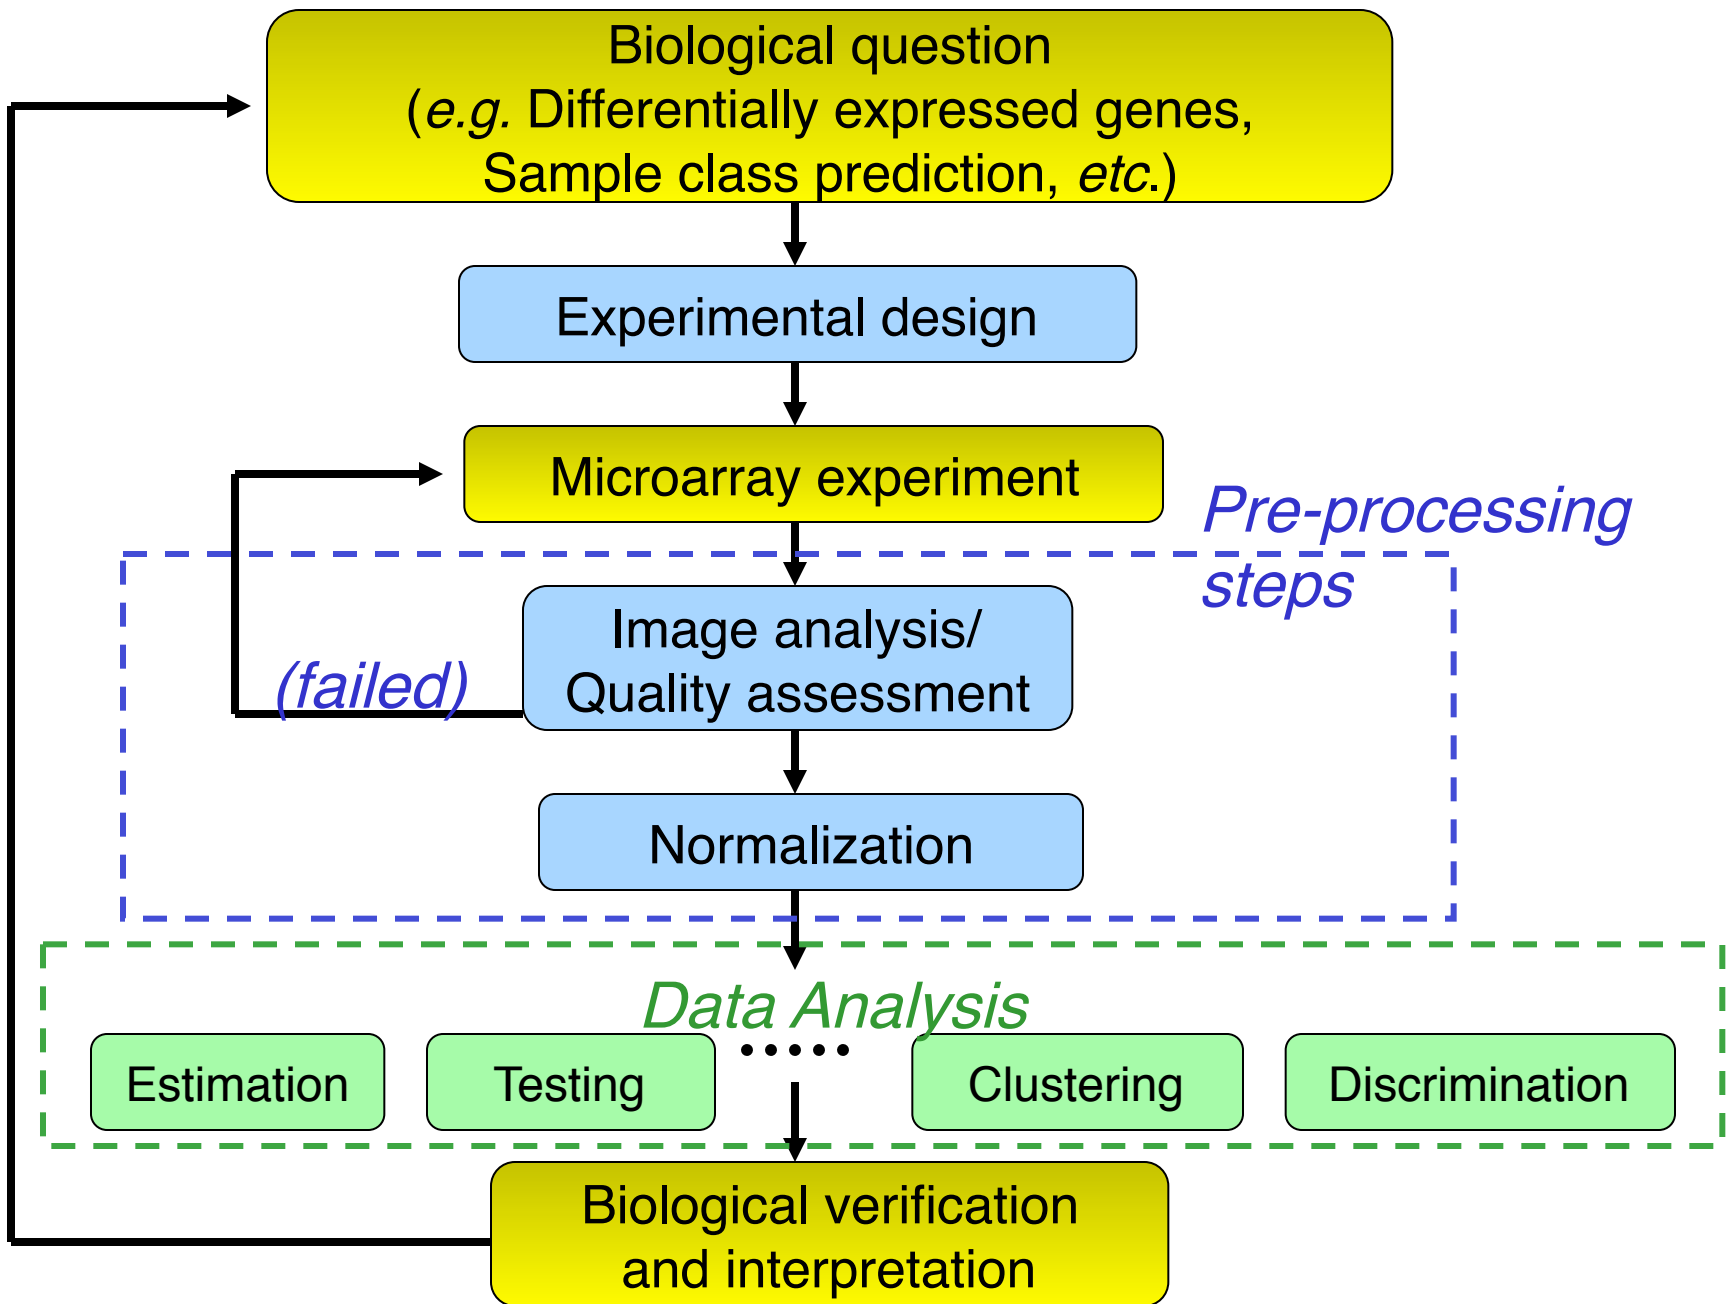 Biological question
(e.g. Differentially expressed genes,
Sample class prediction, etc.)
Experimental design
Microarray experiment
Pre-processing
steps
Image analysis/
Quality assessment
(failed)
Normalization
Data Analysis
Estimation
Testing
.....
Clustering
Discrimination
Biological verification
and interpretation